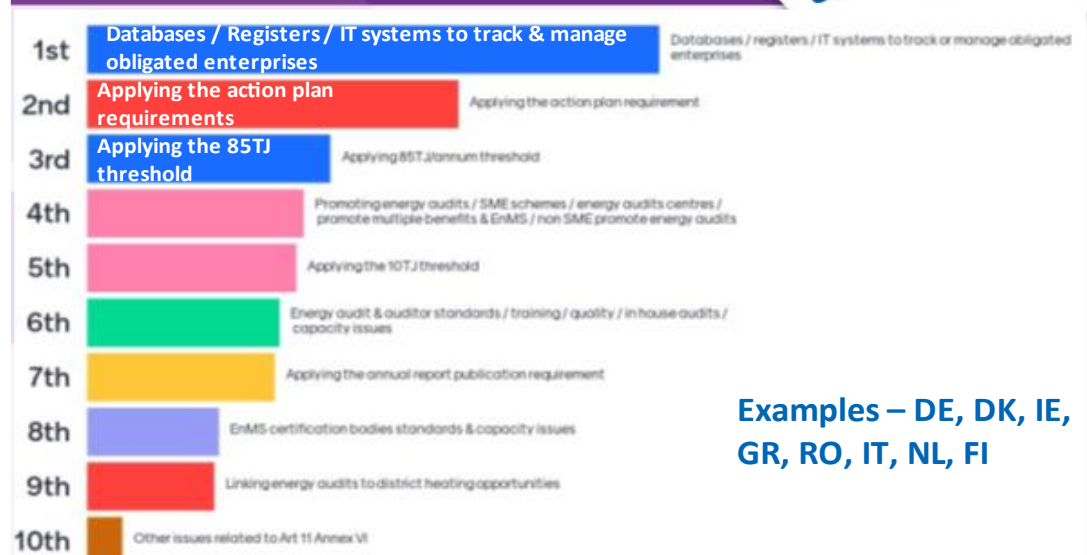 1st
Databases / Registers / IT systems to track & manage
obligated enterprises
Databases / registers / IT systems to track or manage obligated
enterprises
2nd
Applying the action plan
requirements
Applying the action plan requirement
3rd
Applying the 85TJ
threshold
Applying 85TJ/annum threshold
4th
Promoting energy audits / SME schemes / energy audits centres /
promote multiple benefits & EnMS / non SME promote energy audits
5th
Applying the 10TJ threshold
6th
Energy audit & auditor standards / training / quality / in house audits /
capacity issues
7th
Applying the annual report publication requirement
8th
EnMS certification bodies standards & capacity issues
9th
Linking energy audits to district heating opportunities
10th
Other issues related to Art 11 Annex VI
Examples – DE, DK, IE,
GR, RO, IT, NL, FI